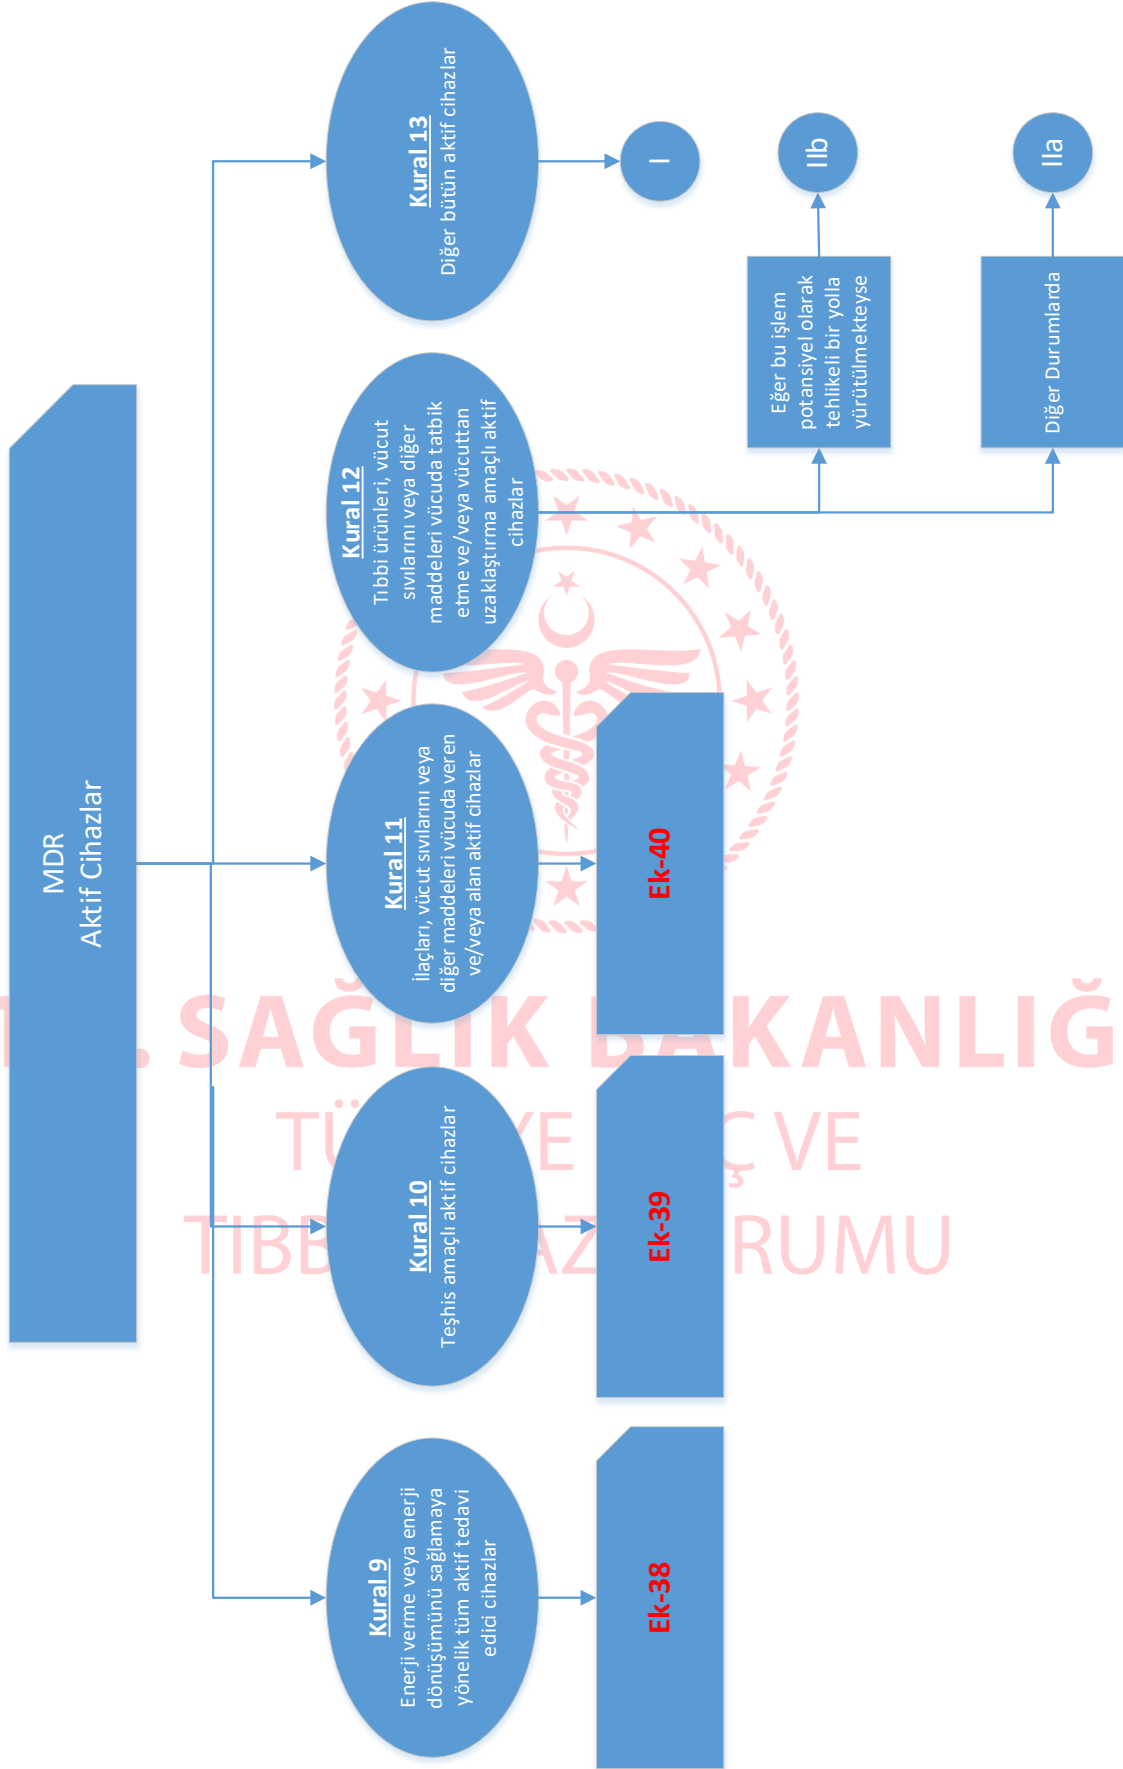 MDR
Aktif Cihazlar
Kural 9
Enerji verme veya enerji
dönüşümünü sağlamaya
yönelik tüm aktif tedavi
edici cihazlar
Kural 10
Teşhis amaçlı aktif cihazlar
Kural 11
İlaçları, vücut sıvılarını veya
diğer maddeleri vücuda veren
ve/veya alan aktif cihazlar
Kural 12
Tıbbi ürünleri, vücut
sıvılarını veya diğer
maddeleri vücuda tatbik
etme ve/veya vücuttan
uzaklaştırma amaçlı aktif
cihazlar
Kural 13
Diğer bütün aktif cihazlar
Ek-38
Ek-39
Ek-40
I
Eğer bu işlem
potansiyel olarak
tehlikeli bir yolla
yürütülmekteyse
IIb
Diğer Durumlarda
IIa
SAĞLIK BAKANLIĞ
VE
RUMU